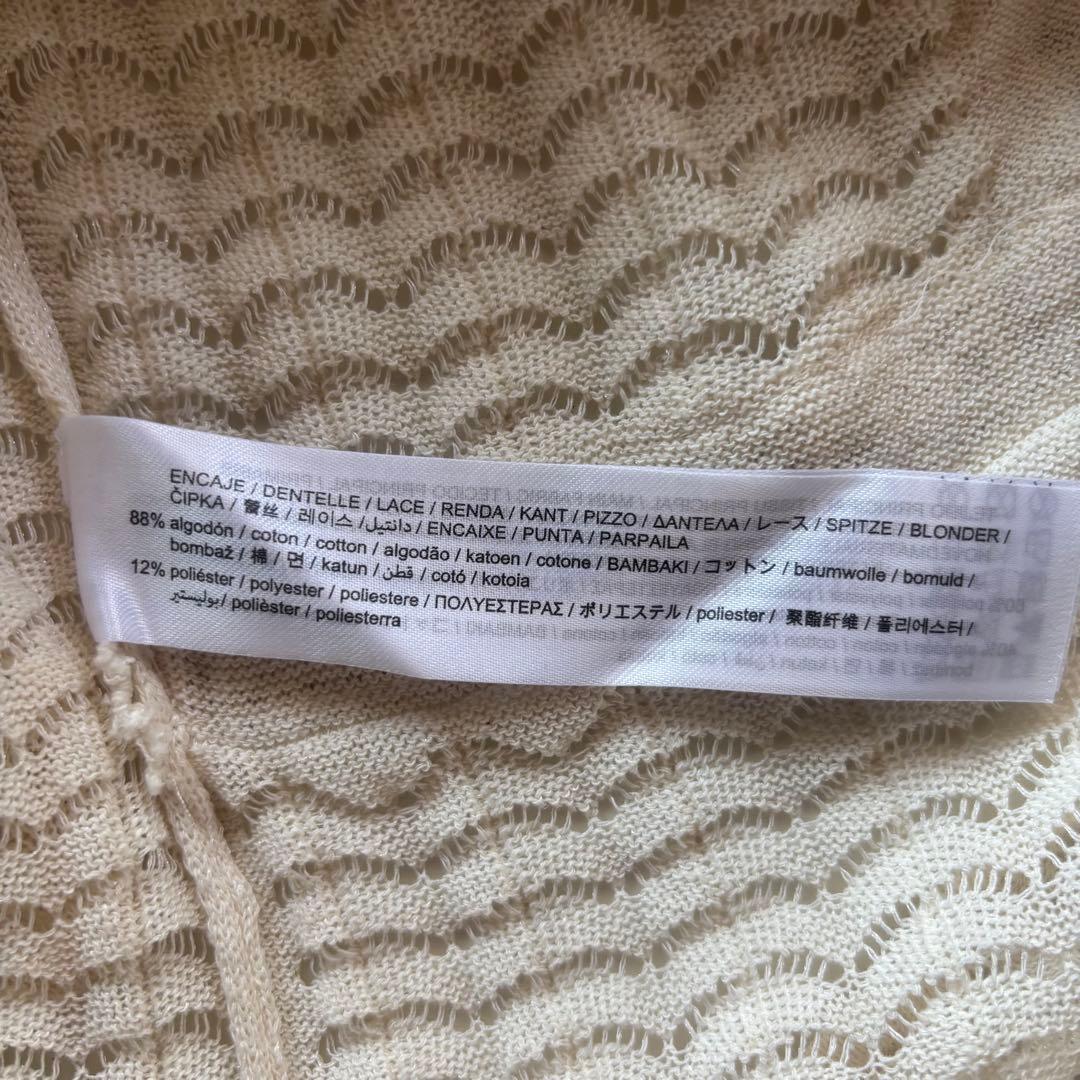 ENCAJE / DENTELLE / LACE / RENDA / KANT / PIZZO / ΔΑΝΤΕΛΑ / レース / SPITZE / BLONDER /
ČIPKA / 蕾丝 / 레이스 / دانتيل / ENCAIXE / PUNTA / PARPAILA
88% algodón / coton / cotton / algodão / katoen / cotone / BAMBAKI / コットン / baumwolle / bomuld /
bombaž / 棉 / 면 / katun / قطن / cotó / kotoia
12% poliéster / polyester / poliestere / ΠΟΛΥΕΣΤΕΡΑΣ / ポリエステル / poliester / 聚酯纤维 / 폴리에스터 /
بوليستير / polièster / poliesterra